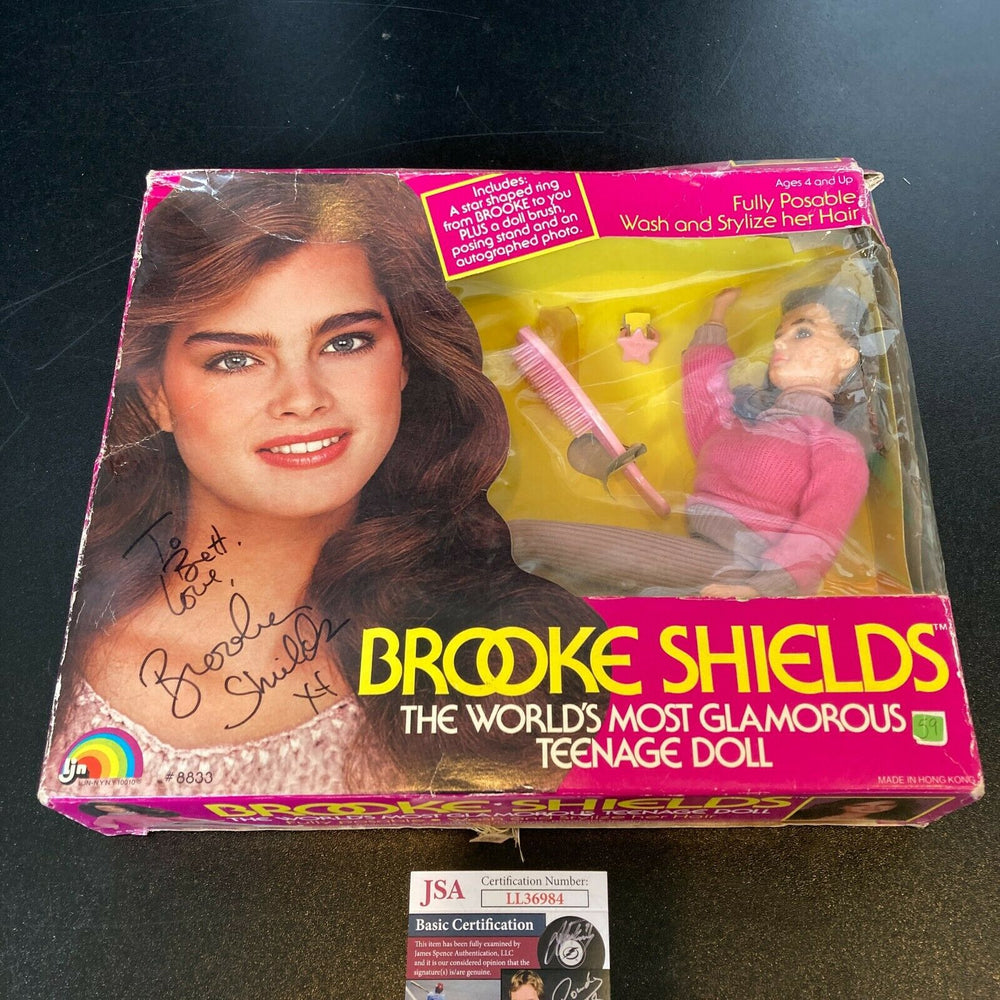 Includes:
A star shaped ring
from BROOKE to you
PLUS a doll brush,
posing stand and an
autographed photo.
Ages 4 and Up
Fully Posable
Wash and Stylize her Hair
To
Brett.
Love,
Brooke
Shields
BROOKE SHIELDS™
THE WORLD'S MOST GLAMOROUS
TEENAGE DOLL
59
ljn
#8833
MADE IN HONG KONG
BROOKE SHIELDS
THE WORLD'S MOST GLAMOROUS TEENAGE DOLL
JSA
Certification Number:
LL36984
Basic Certification
This item has been fully examined by
James Spence Authentication, LLC
and it is our considered opinion that the
signature(s) is/are genuine.